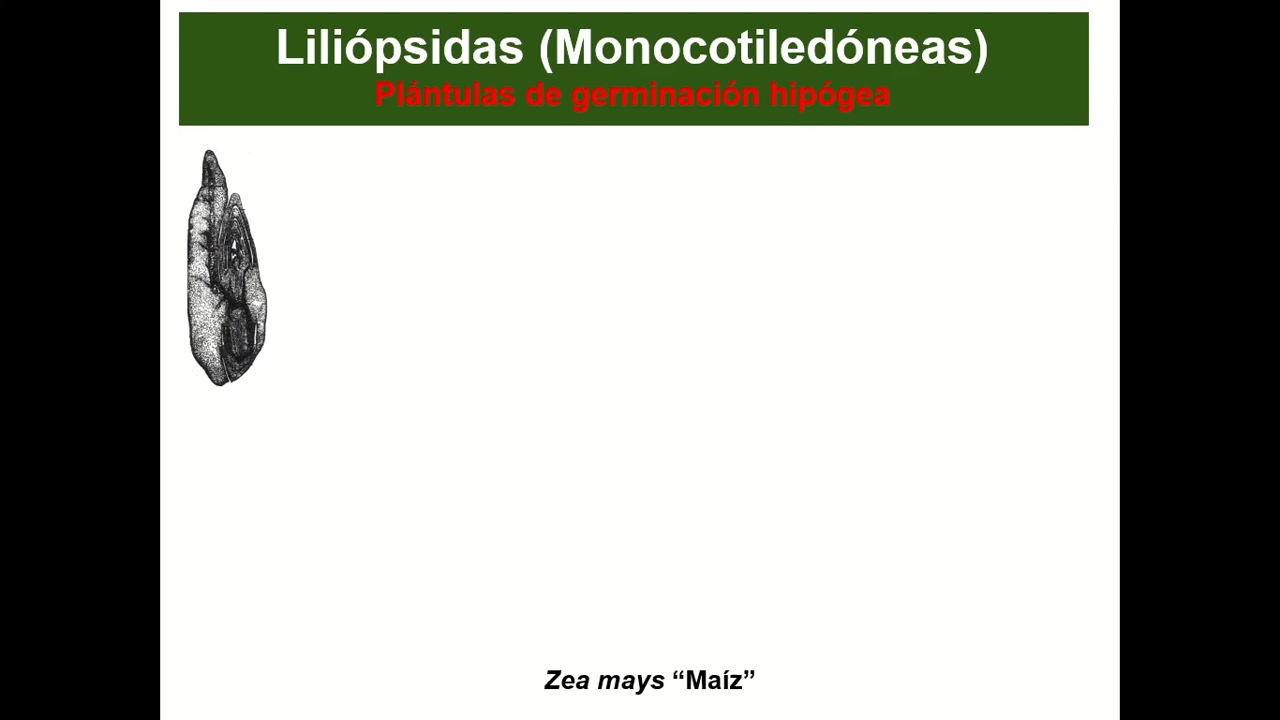 Liliópsidas (Monocotiledóneas)
Plántulas de germinación hipógea
Zea mays “Maíz”